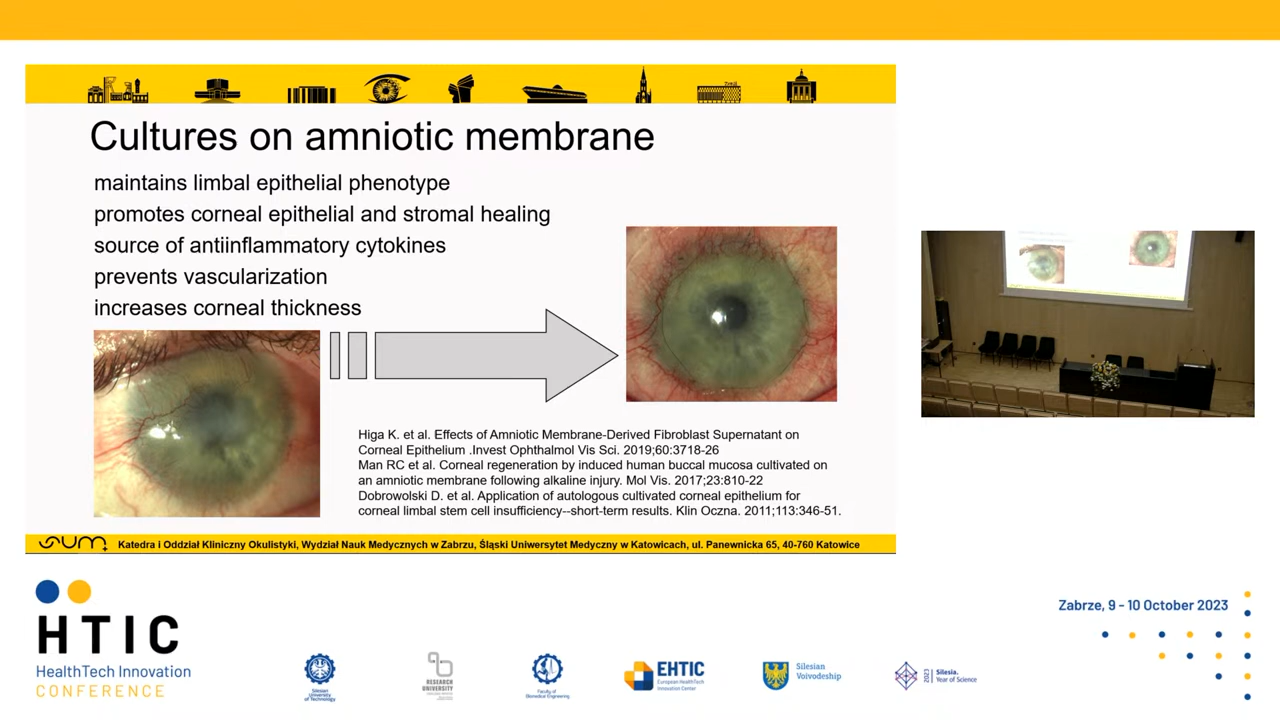 Cultures on amniotic membrane
maintains limbal epithelial phenotype
promotes corneal epithelial and stromal healing
source of antiinflammatory cytokines
prevents vascularization
increases corneal thickness
Higa K. et al. Effects of Amniotic Membrane-Derived Fibroblast Supernatant on
Corneal Epithelium .Invest Ophthalmol Vis Sci. 2019;60:3718-26
Man RC et al. Corneal regeneration by induced human buccal mucosa cultivated on
an amniotic membrane following alkaline injury. Mol Vis. 2017;23:810-22
Dobrowolski D. et al. Application of autologous cultivated corneal epithelium for
corneal limbal stem cell insufficiency--short-term results. Klin Oczna. 2011;113:346-51.
SUM
Katedra i Oddział Kliniczny Okulistyki, Wydział Nauk Medycznych w Zabrzu, Śląski Uniwersytet Medyczny w Katowicach, ul. Panewnicka 65, 40-760 Katowice
HTIC
HealthTech Innovation
CONFERENCE
Zabrze, 9 - 10 October 2023
Silesian
University
of Technology
RESEARCH
UNIVERSITY
Faculty of
Biomedical Engineering
EHTIC
European HealthTech
Innovation Center
Silesian
Voivodeship
2023
Silesia.
Year of Science